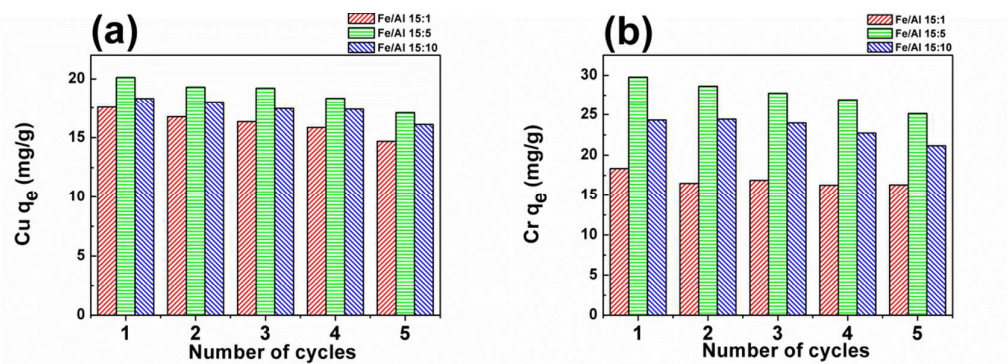 (a)
Fe/Al 15:1
Fe/Al 15:5
Fe/Al 15:10
Cu qe (mg/g)
20
15
10
5
0
1 2 3 4 5
Number of cycles
(b)
Fe/Al 15:1
Fe/Al 15:5
Fe/Al 15:10
Cr qe (mg/g)
30
25
20
15
10
5
0
1 2 3 4 5
Number of cycles